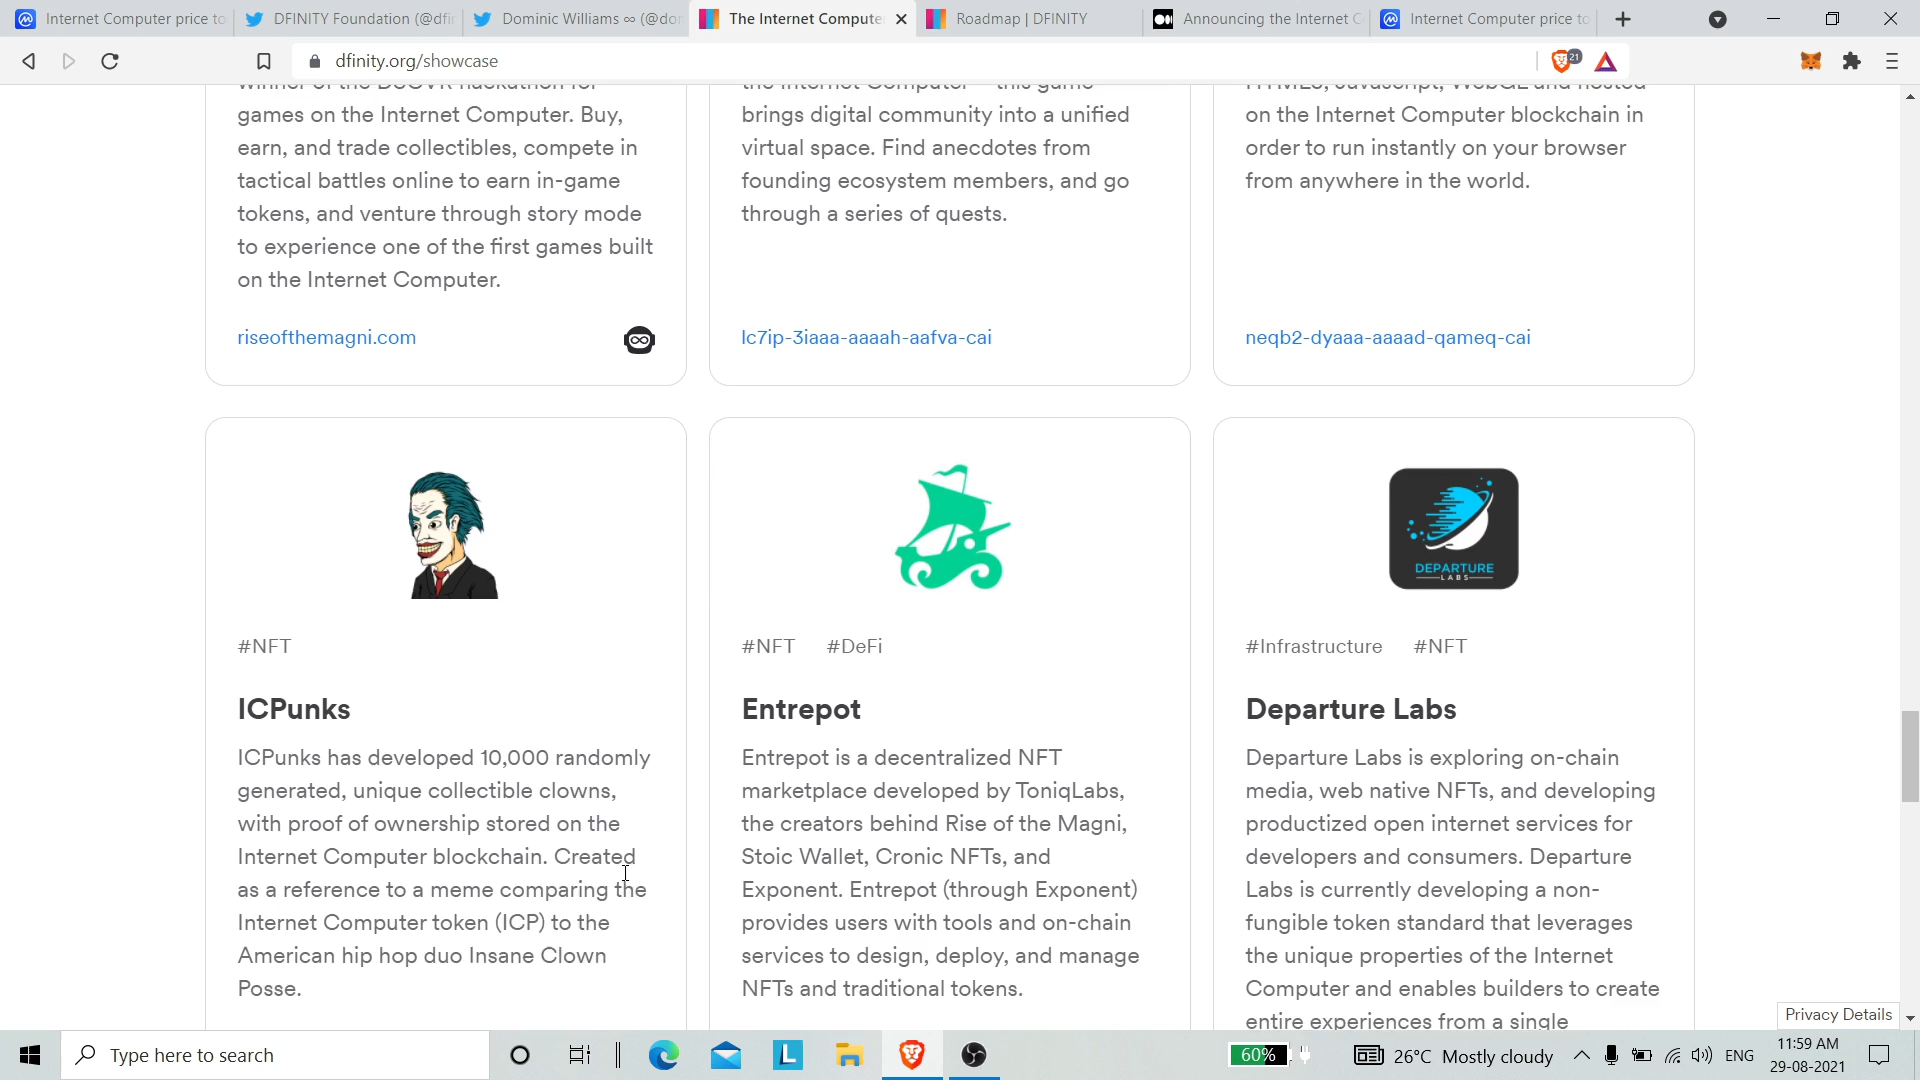 Internet Computer price to
DFINITY Foundation (@dfi
Dominic Williams ∞ (@do
The Internet Compute
Roadmap | DFINITY
Announcing the Internet C
Internet Computer price to
dfinity.org/showcase
21
games on the Internet Computer. Buy,
earn, and trade collectibles, compete in
tactical battles online to earn in-game
tokens, and venture through story mode
to experience one of the first games built
on the Internet Computer.
riseofthemagni.com
the Internet Computer — this game
brings digital community into a unified
virtual space. Find anecdotes from
founding ecosystem members, and go
through a series of quests.
lc7ip-3iaaa-aaaah-aafva-cai
HTML5, Javascript, WebGL and hosted
on the Internet Computer blockchain in
order to run instantly on your browser
from anywhere in the world.
neqb2-dyaaa-aaaad-qameq-cai
#NFT
ICPunks
ICPunks has developed 10,000 randomly
generated, unique collectible clowns,
with proof of ownership stored on the
Internet Computer blockchain. Created
as a reference to a meme comparing the
Internet Computer token (ICP) to the
American hip hop duo Insane Clown
Posse.
#NFT #DeFi
Entrepot
Entrepot is a decentralized NFT
marketplace developed by ToniqLabs,
the creators behind Rise of the Magni,
Stoic Wallet, Cronic NFTs, and
Exponent. Entrepot (through Exponent)
provides users with tools and on-chain
services to design, deploy, and manage
NFTs and traditional tokens.
DEPARTURE
LABS
#Infrastructure #NFT
Departure Labs
Departure Labs is exploring on-chain
media, web native NFTs, and developing
productized open internet services for
developers and consumers. Departure
Labs is currently developing a non-
fungible token standard that leverages
the unique properties of the Internet
Computer and enables builders to create
entire experiences from a single
Privacy Details
Type here to search
L
60%
26°C Mostly cloudy
ENG
11:59 AM
29-08-2021